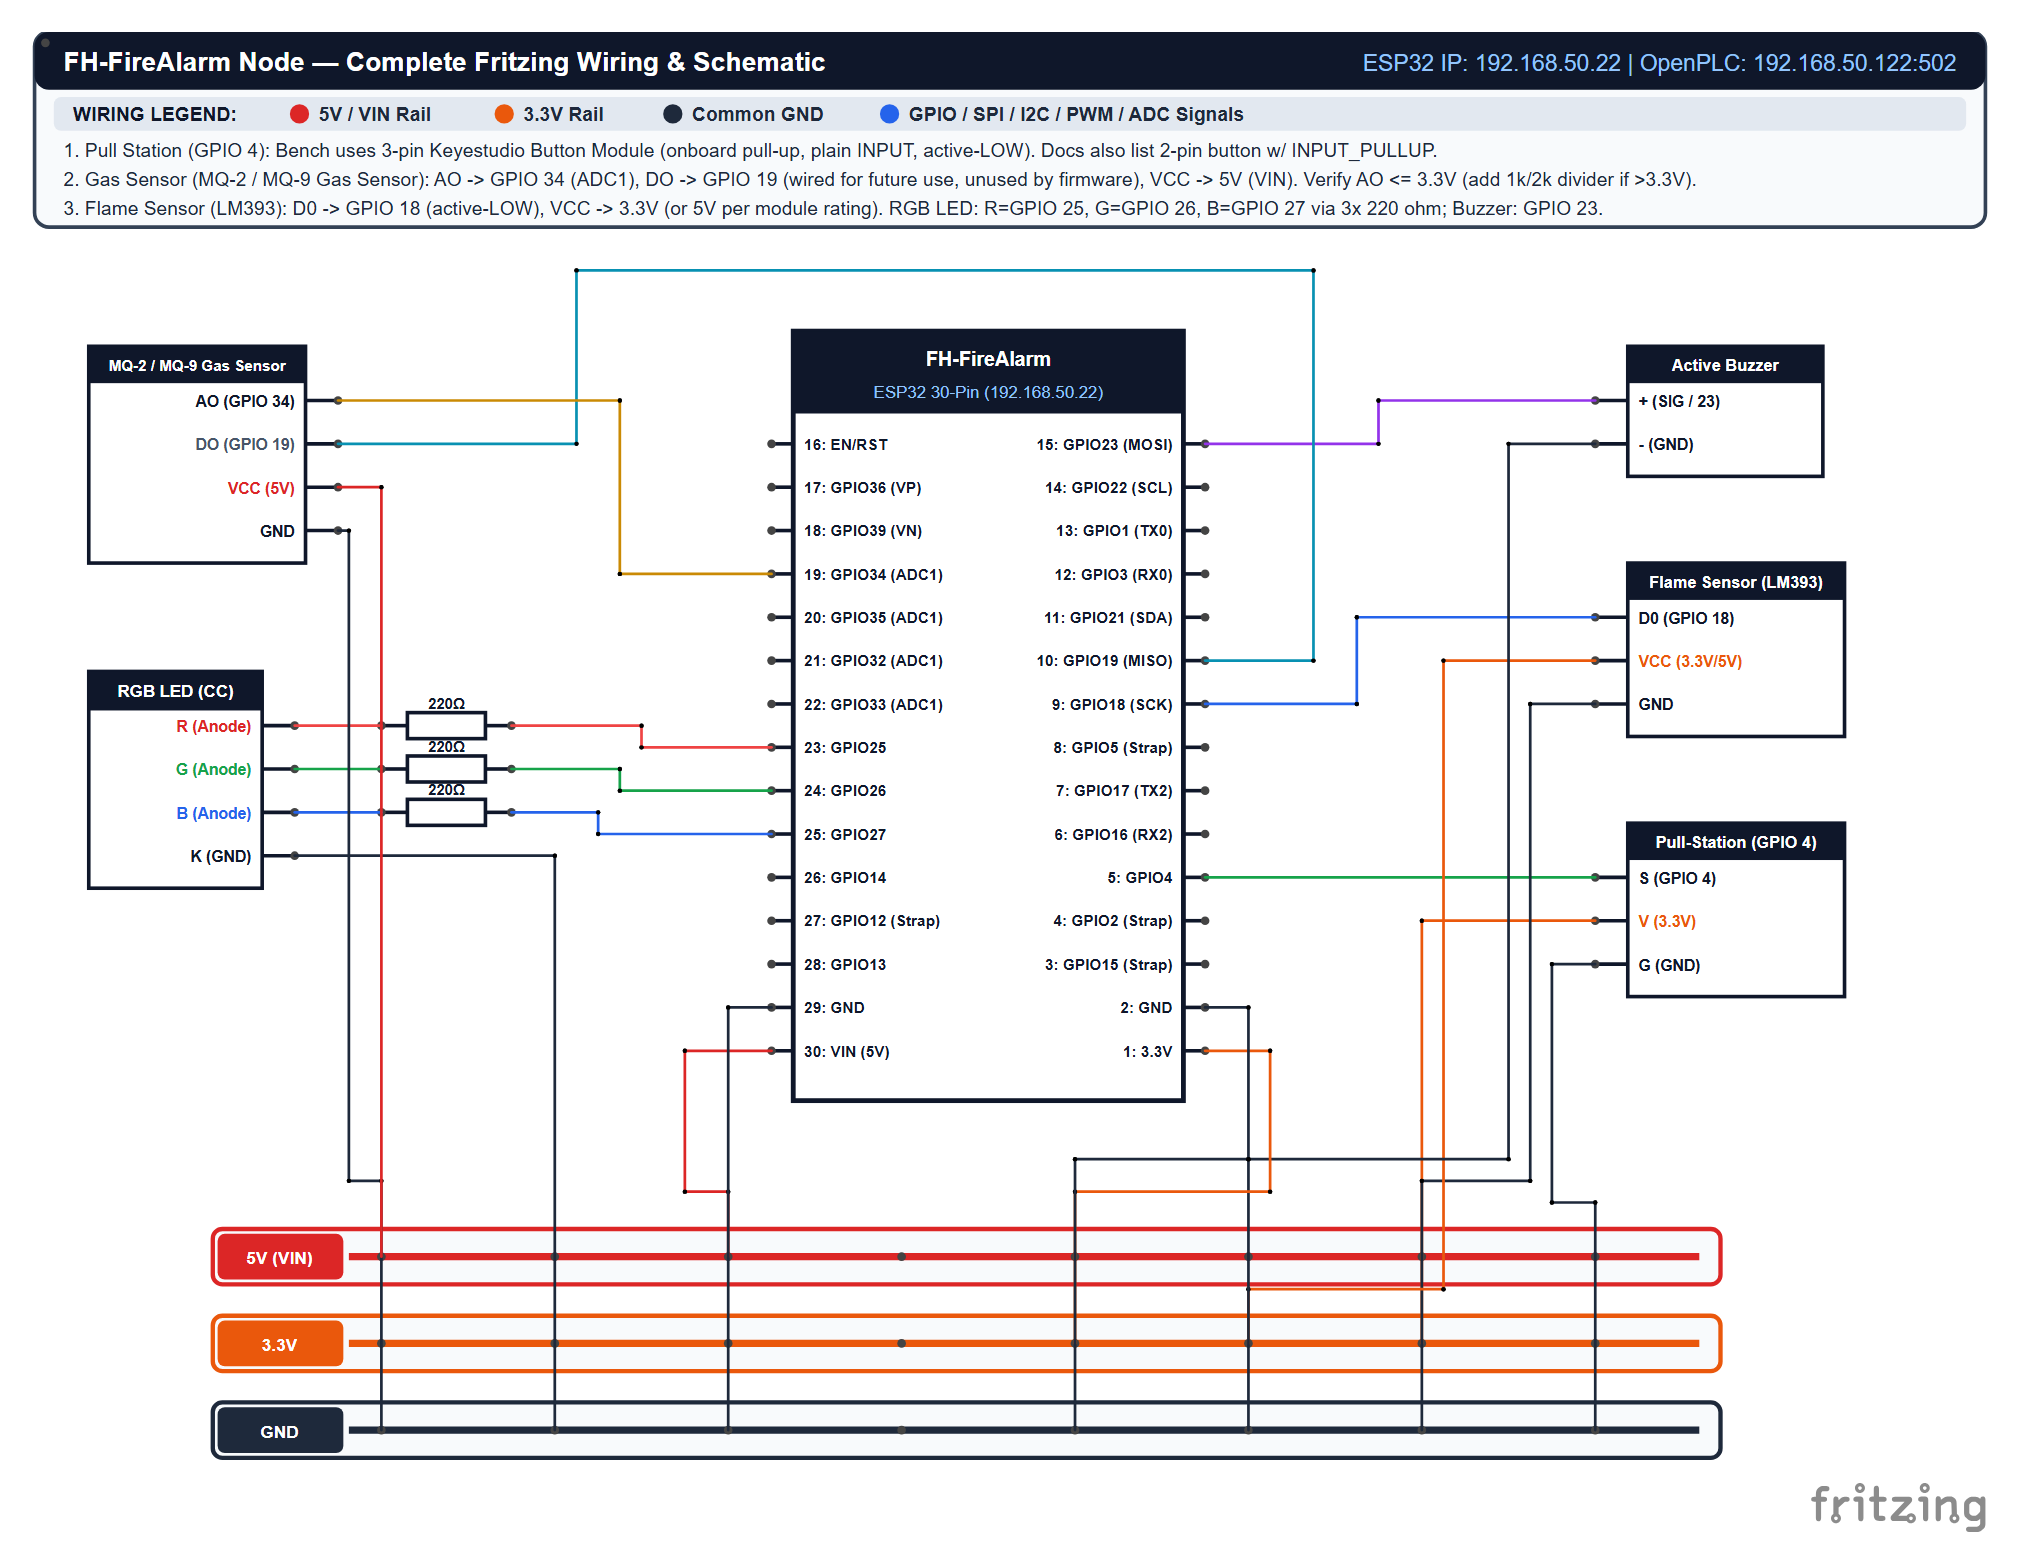 FH-FireAlarm Node — Complete Fritzing Wiring & Schematic
ESP32 IP: 192.168.50.22 | OpenPLC: 192.168.50.122:502
WIRING LEGEND:
5V / VIN Rail
3.3V Rail
Common GND
GPIO / SPI / I2C / PWM / ADC Signals
1. Pull Station (GPIO 4): Bench uses 3-pin Keyestudio Button Module (onboard pull-up, plain INPUT, active-LOW). Docs also list 2-pin button w/ INPUT_PULLUP.
2. Gas Sensor (MQ-2 / MQ-9 Gas Sensor): AO -> GPIO 34 (ADC1), DO -> GPIO 19 (wired for future use, unused by firmware), VCC -> 5V (VIN). Verify AO <= 3.3V (add 1k/2k divider if >3.3V).
3. Flame Sensor (LM393): D0 -> GPIO 18 (active-LOW), VCC -> 3.3V (or 5V per module rating). RGB LED: R=GPIO 25, G=GPIO 26, B=GPIO 27 via 3x 220 ohm; Buzzer: GPIO 23.
MQ-2 / MQ-9 Gas Sensor
AO (GPIO 34)
DO (GPIO 19)
VCC (5V)
GND
RGB LED (CC)
R (Anode)
G (Anode)
B (Anode)
K (GND)
220Ω
220Ω
220Ω
FH-FireAlarm
ESP32 30-Pin (192.168.50.22)
16: EN/RST
17: GPIO36 (VP)
18: GPIO39 (VN)
19: GPIO34 (ADC1)
20: GPIO35 (ADC1)
21: GPIO32 (ADC1)
22: GPIO33 (ADC1)
23: GPIO25
24: GPIO26
25: GPIO27
26: GPIO14
27: GPIO12 (Strap)
28: GPIO13
29: GND
30: VIN (5V)
15: GPIO23 (MOSI)
14: GPIO22 (SCL)
13: GPIO1 (TX0)
12: GPIO3 (RX0)
11: GPIO21 (SDA)
10: GPIO19 (MISO)
9: GPIO18 (SCK)
8: GPIO5 (Strap)
7: GPIO17 (TX2)
6: GPIO16 (RX2)
5: GPIO4
4: GPIO2 (Strap)
3: GPIO15 (Strap)
2: GND
1: 3.3V
Active Buzzer
+ (SIG / 23)
- (GND)
Flame Sensor (LM393)
D0 (GPIO 18)
VCC (3.3V/5V)
GND
Pull-Station (GPIO 4)
S (GPIO 4)
V (3.3V)
G (GND)
5V (VIN)
3.3V
GND
fritzing